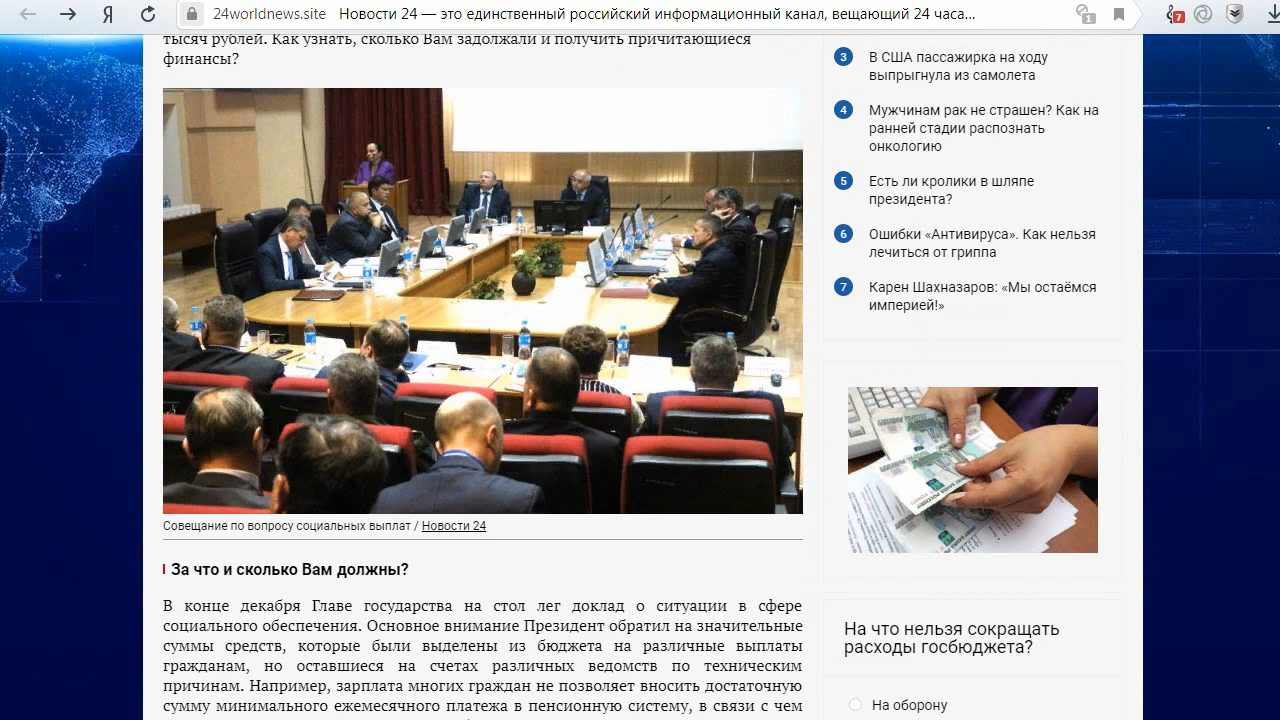 Я
24worldnews.site Новости 24 — это единственный российский информационный канал, вещающий 24 часа...
1
7
тысяч рублей. Как узнать, сколько Вам задолжали и получить причитающиеся
финансы?
Совещание по вопросу социальных выплат / Новости 24
За что и сколько Вам должны?
В конце декабря Главе государства на стол лег доклад о ситуации в сфере
социального обеспечения. Основное внимание Президент обратил на значительные
суммы средств, которые были выделены из бюджета на различные выплаты
гражданам, но оставшиеся на счетах различных ведомств по техническим
причинам. Например, зарплата многих граждан не позволяет вносить достаточную
сумму минимального ежемесячного платежа в пенсионную систему, в связи с чем
3 В США пассажирка на ходу
выпрыгнула из самолета
4 Мужчинам рак не страшен? Как на
ранней стадии распознать
онкологию
5 Есть ли кролики в шляпе
президента?
6 Ошибки «Антивируса». Как нельзя
лечиться от гриппа
7 Карен Шахназаров: «Мы остаёмся
империей!»
На что нельзя сокращать
расходы госбюджета?
На оборону